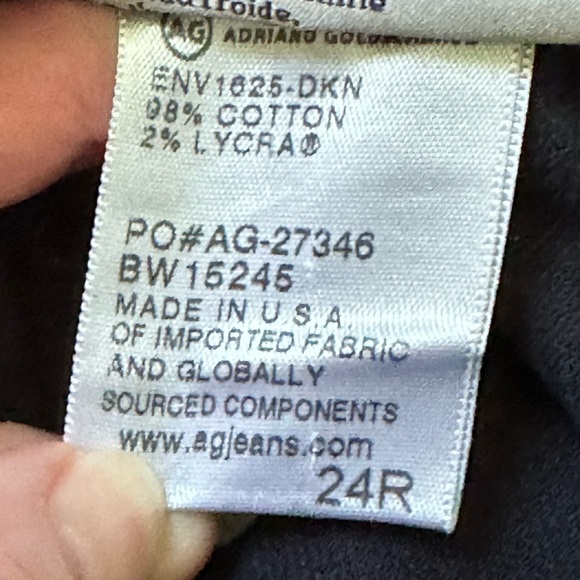 froide.
AG ADRIANO
ENV1625-DKN
98% COTTON
2% LYCRA®
PO#AG-27346
BW15245
MADE IN U.S.A.
OF IMPORTED FABRIC
AND GLOBALLY
SOURCED COMPONENTS
www.agjeans.com
24R